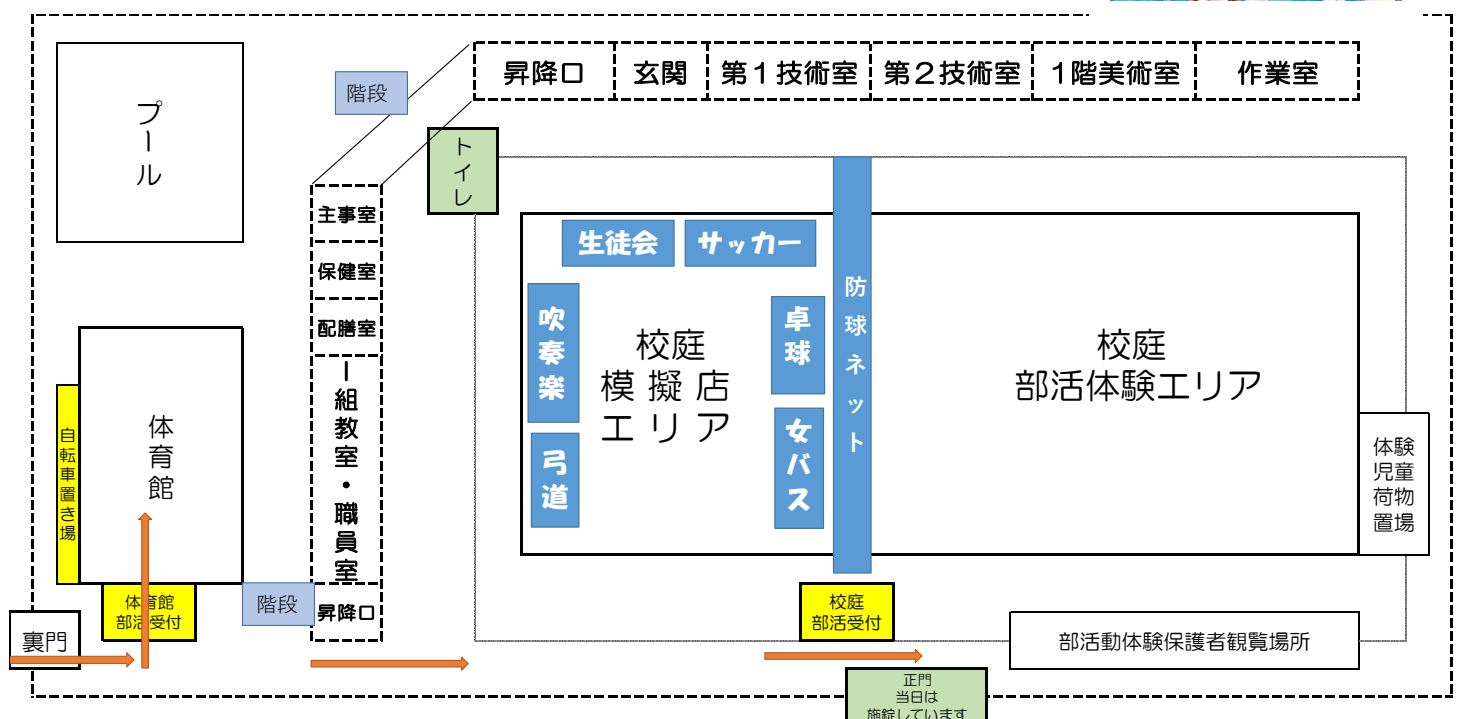 昇降口
玄関
第1技術室
第2技術室
1階美術室
作業室
階段
プール
トイレ
主事室
保健室
配膳室
I組教室・職員室
昇降口
階段
体育館
自転車置き場
体育館
部活受付
裏門
生徒会
サッカー
吹奏楽
弓道
卓球
女バス
校庭
模擬店
エリア
防球ネット
校庭
部活体験エリア
体験
児童
荷物
置場
校庭
部活受付
部活動体験保護者観覧場所
正門
当日は
施錠しています